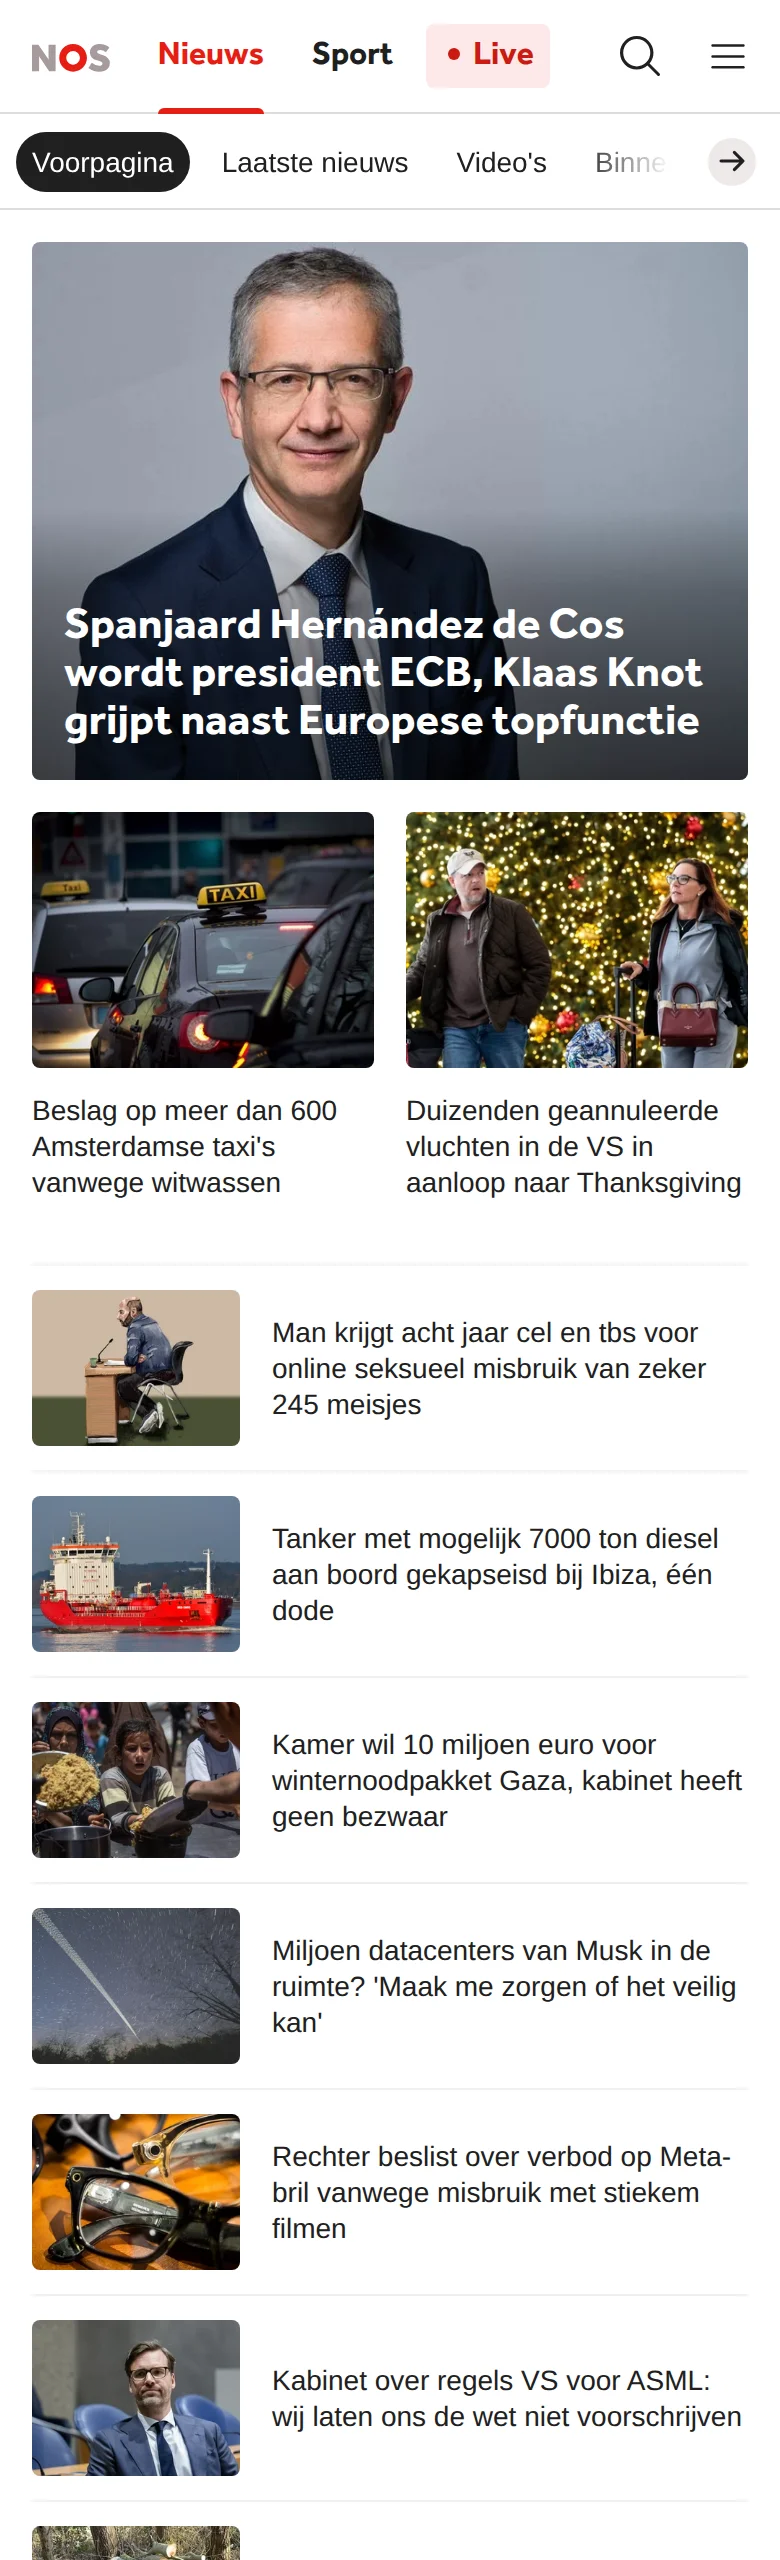 NOS
Nieuws
Sport
Live
Voorpagina
Laatste nieuws
Video's
Binne
Spanjaard Hernández de Cos
wordt president ECB, Klaas Knot
grijpt naast Europese topfunctie
Taxi
TAXI
Beslag op meer dan 600
Amsterdamse taxi's
vanwege witwassen
Duizenden geannuleerde
vluchten in de VS in
aanloop naar Thanksgiving
Man krijgt acht jaar cel en tbs voor
online seksueel misbruik van zeker
245 meisjes
Tanker met mogelijk 7000 ton diesel
aan boord gekapseisd bij Ibiza, één
dode
Kamer wil 10 miljoen euro voor
winternoodpakket Gaza, kabinet heeft
geen bezwaar
Miljoen datacenters van Musk in de
ruimte? 'Maak me zorgen of het veilig
kan'
Rechter beslist over verbod op Meta-
bril vanwege misbruik met stiekem
filmen
Kabinet over regels VS voor ASML:
wij laten ons de wet niet voorschrijven